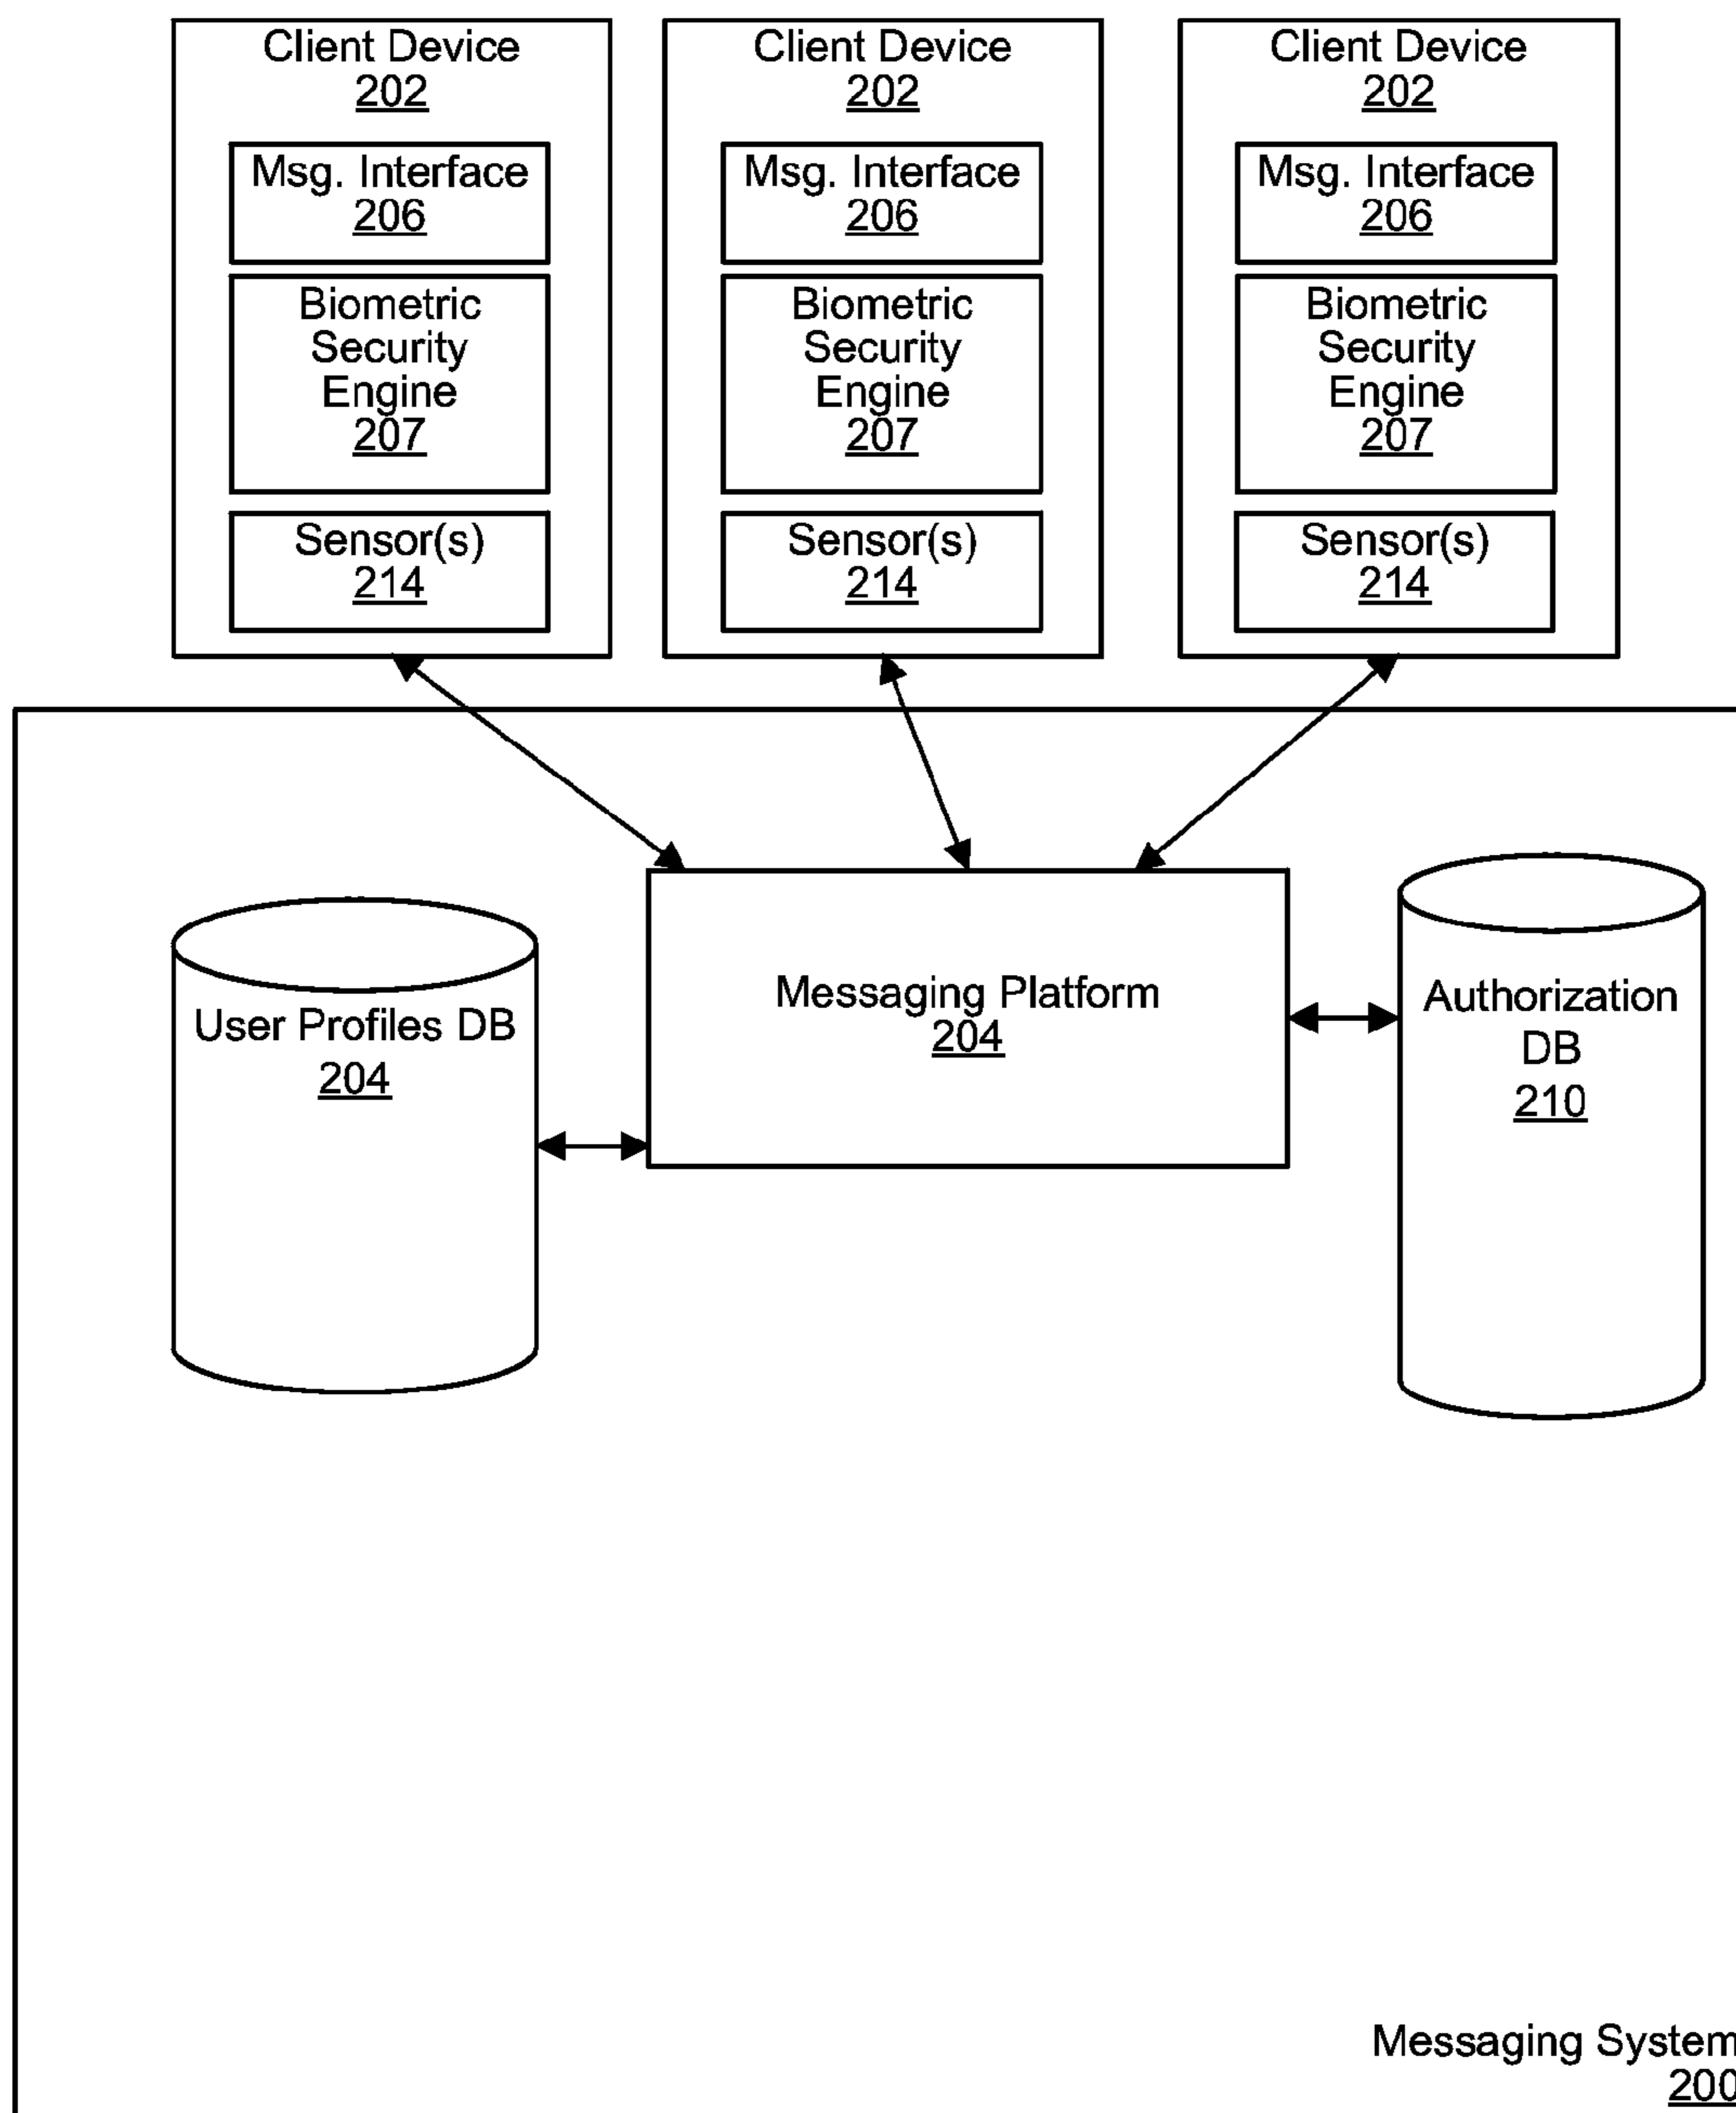 Client Device
202
Msg. Interface
206
Biometric
Security
Engine
207
Sensor(s)
214
Client Device
202
Msg. Interface
206
Biometric
Security
Engine
207
Sensor(s)
214
Client Device
202
Msg. Interface
206
Biometric
Security
Engine
207
Sensor(s)
214
User Profiles DB
204
Messaging Platform
204
Authorization
DB
210
Messaging System
200